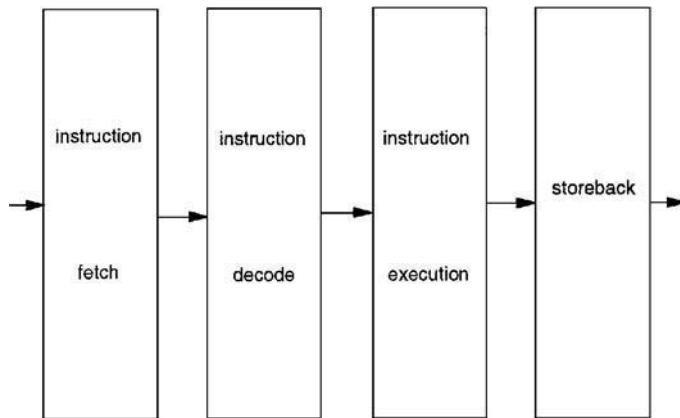 instruction
fetch
instruction
decode
instruction
execution
storeback